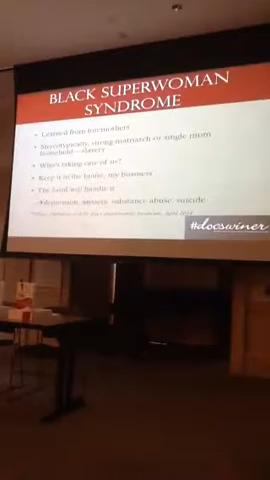 BLACK SUPERWOMAN
SYNDROME
• Learned from foremothers
• Stereotypically, strong matriarch or single mom
household—slavery
• Who's taking care of us?
• Keep it in the house, my business
• The Lord will handle it
depression, anxiety, substance abuse, suicide
#docswiner